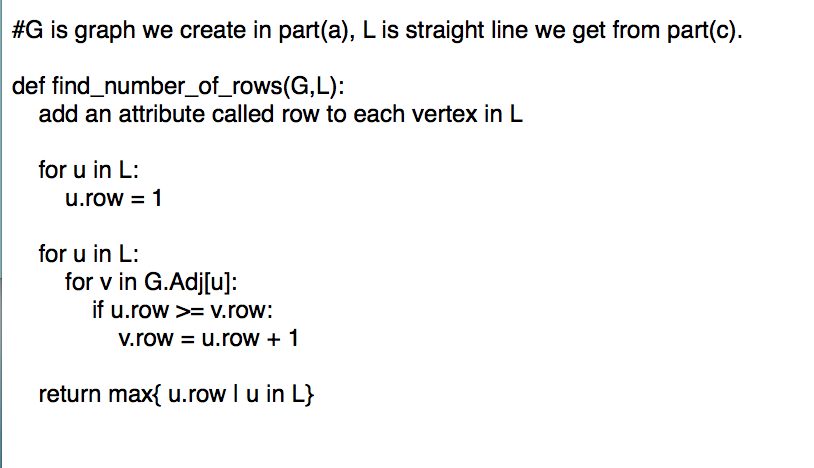 #G is graph we create in part(a), L is straight line we get from part(c).
def find_number_of_rows(G,L):
add an attribute called row to each vertex in L
for u in L:
u.row = 1
for u in L:
for v in G.Adj[u]:
if u.row >= v.row:
v.row = u.row + 1
return max{ u.row | u in L}